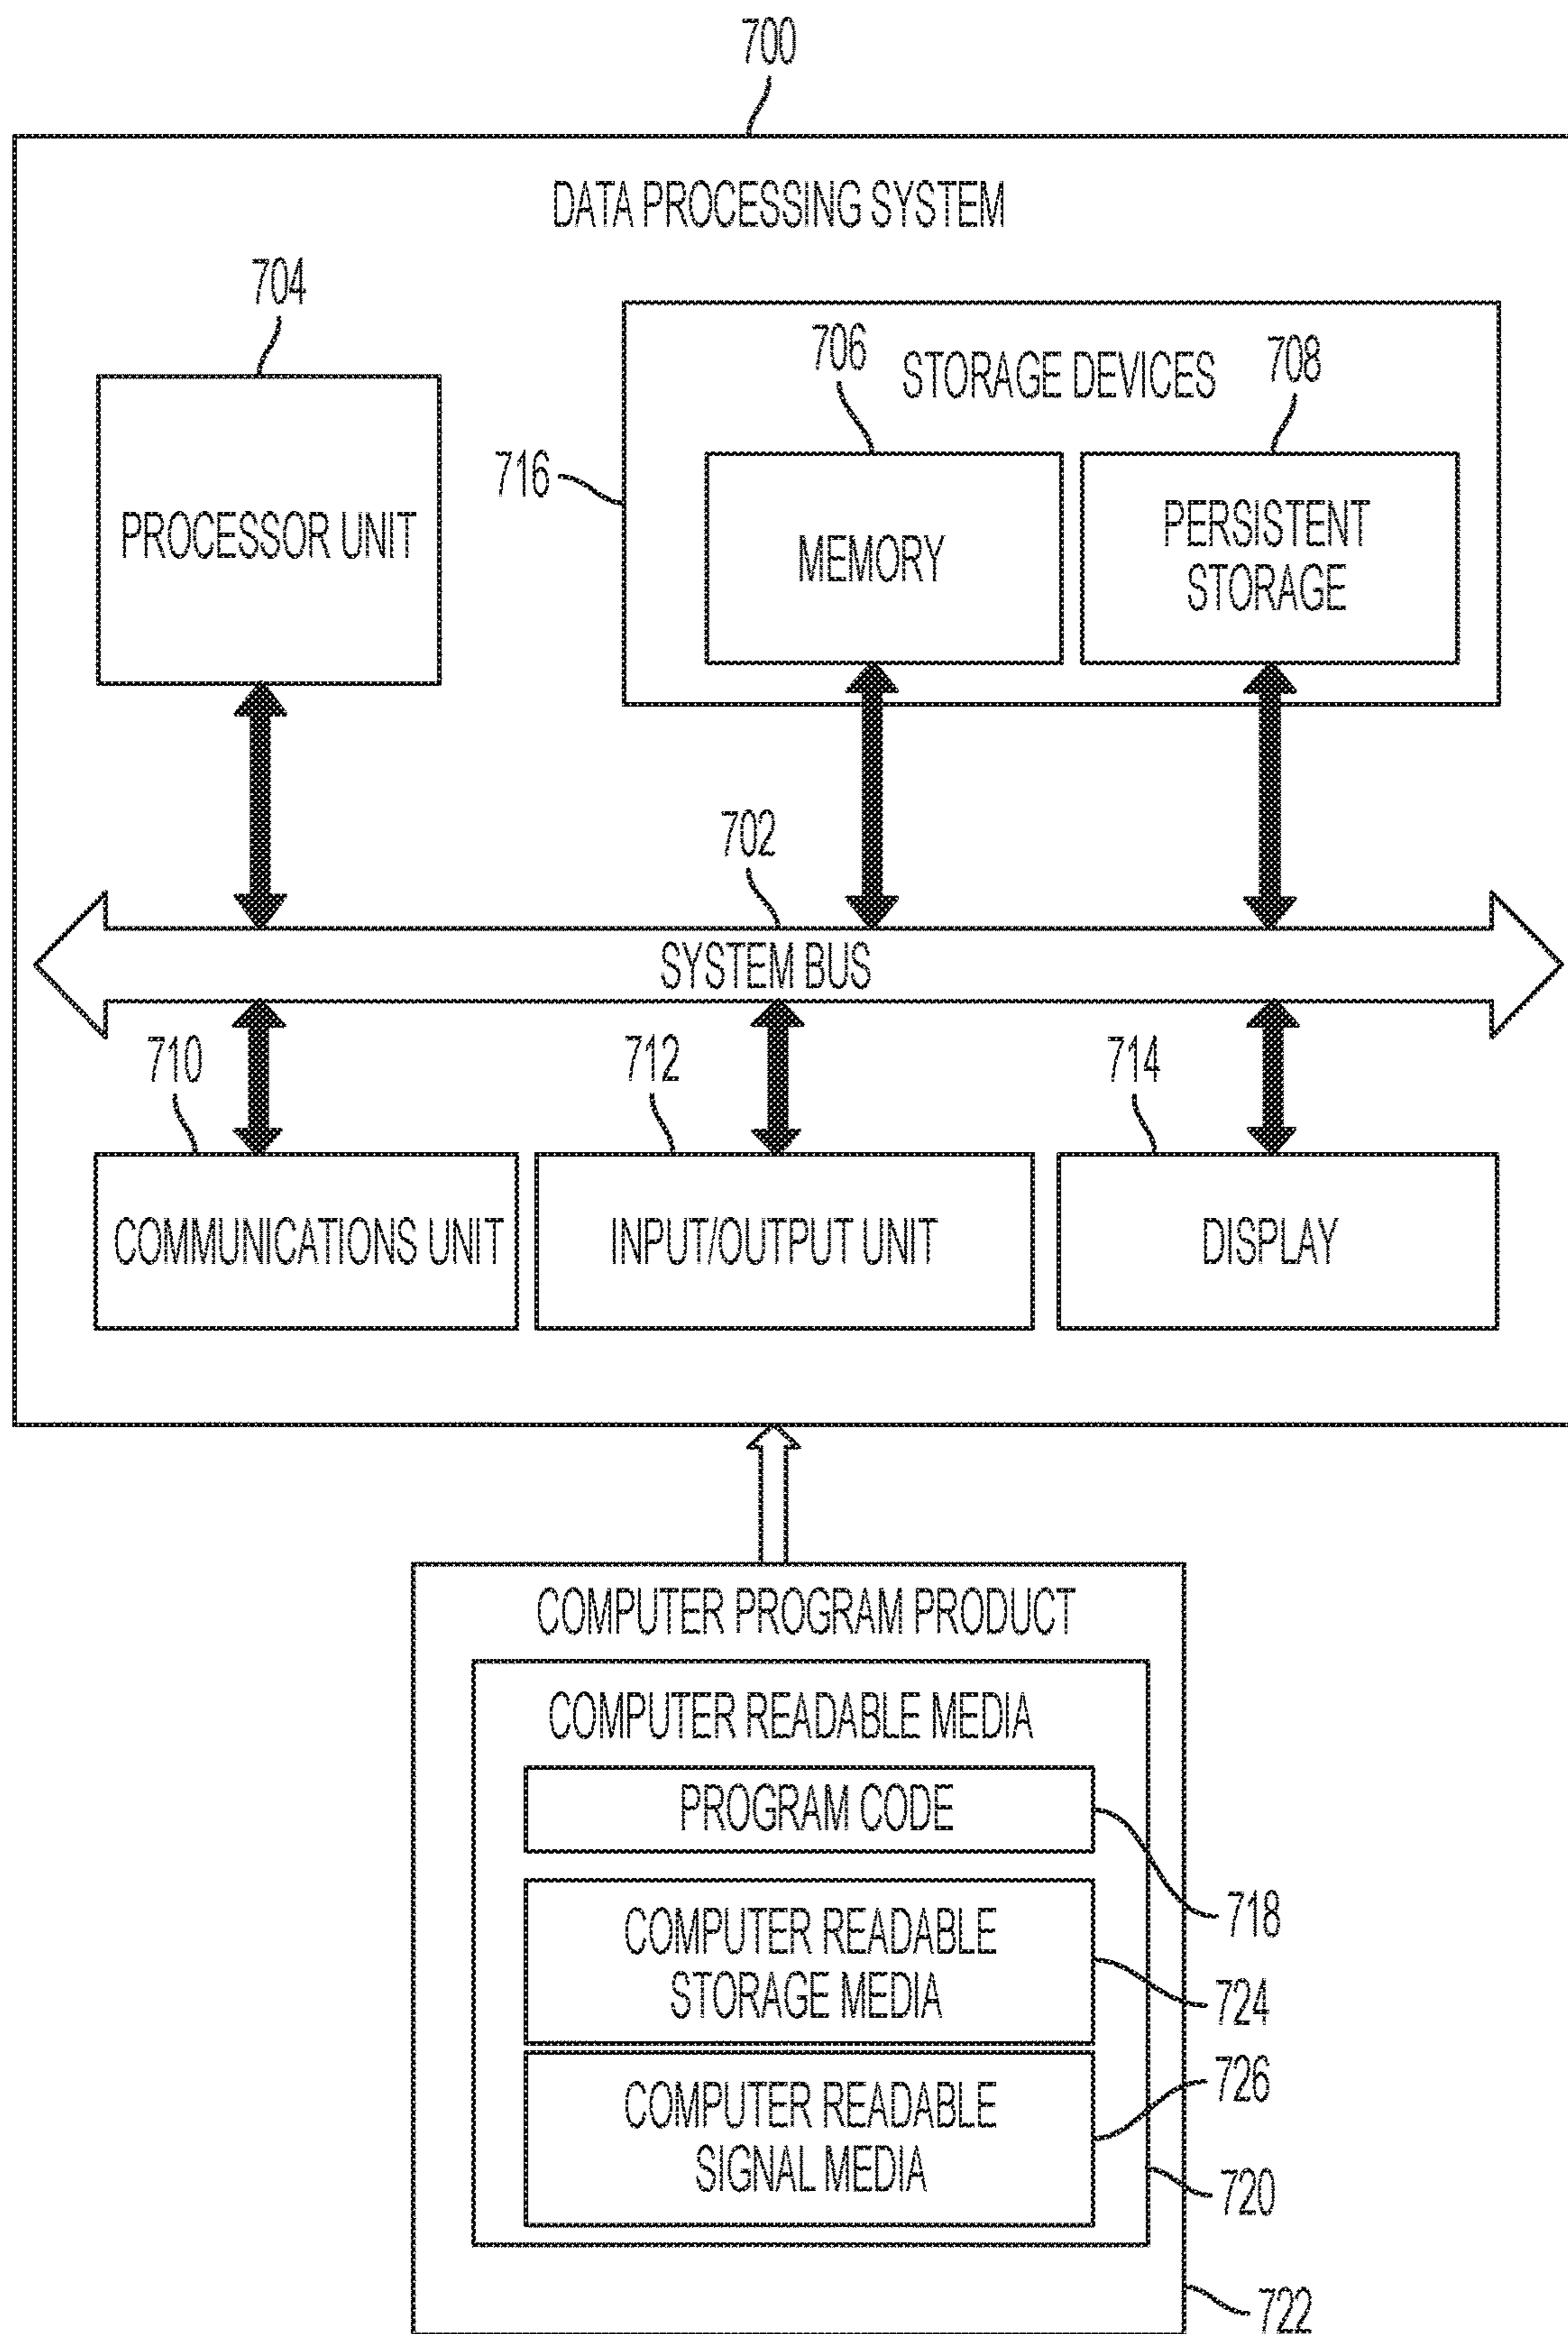 700
DATA PROCESSING SYSTEM
704
706
STORAGE DEVICES
708
716
PROCESSOR UNIT
MEMORY
PERSISTENT
STORAGE
702
SYSTEM BUS
710
712
714
COMMUNICATIONS UNIT
INPUT/OUTPUT UNIT
DISPLAY
COMPUTER PROGRAM PRODUCT
COMPUTER READABLE MEDIA
PROGRAM CODE
718
COMPUTER READABLE
STORAGE MEDIA
724
726
COMPUTER READABLE
SIGNAL MEDIA
720
722